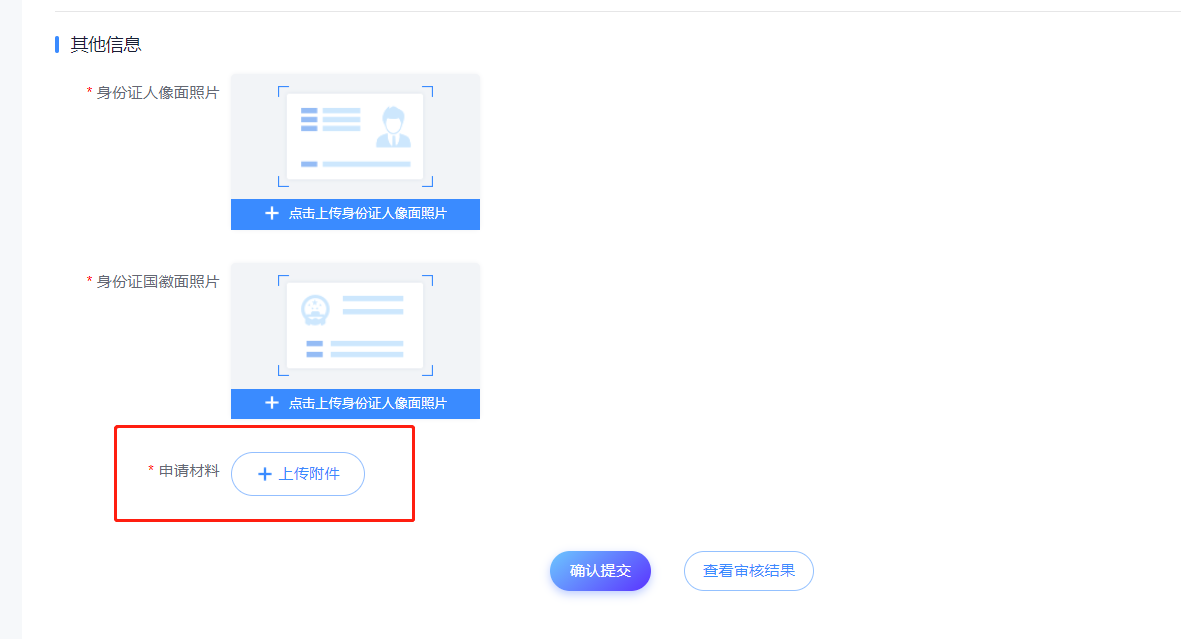 其他信息
* 身份证人像面照片
+ 点击上传身份证人像面照片
* 身份证国徽面照片
+ 点击上传身份证人像面照片
* 申请材料
+ 上传附件
确认提交
查看审核结果